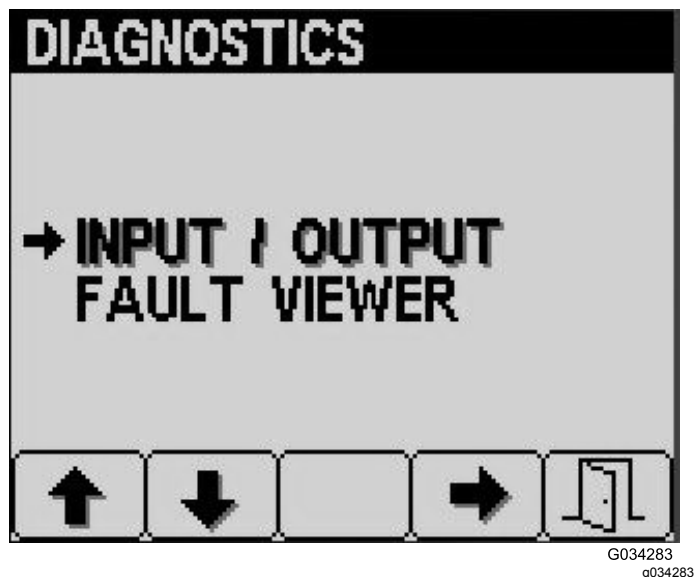 DIAGNOSTICS
INPUT / OUTPUT
FAULT VIEWER
G034283
g034283